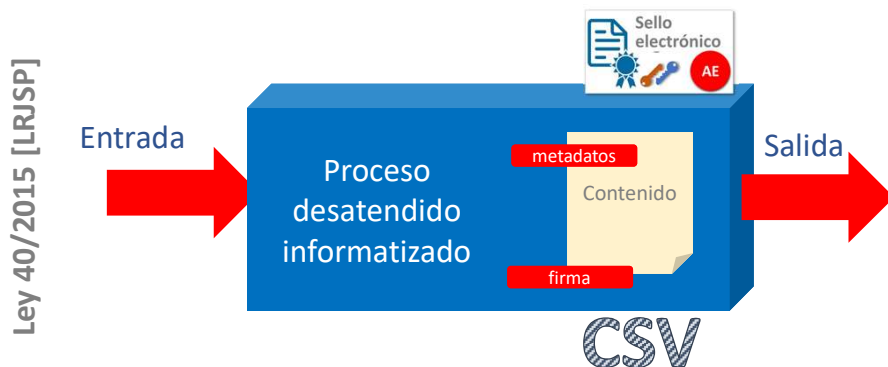 Ley 40/2015 [LRJSP]
Entrada
Proceso
desatendido
informatizado
Sello
electrónico
AE
metadatos
Contenido
firma
Salida
CSV